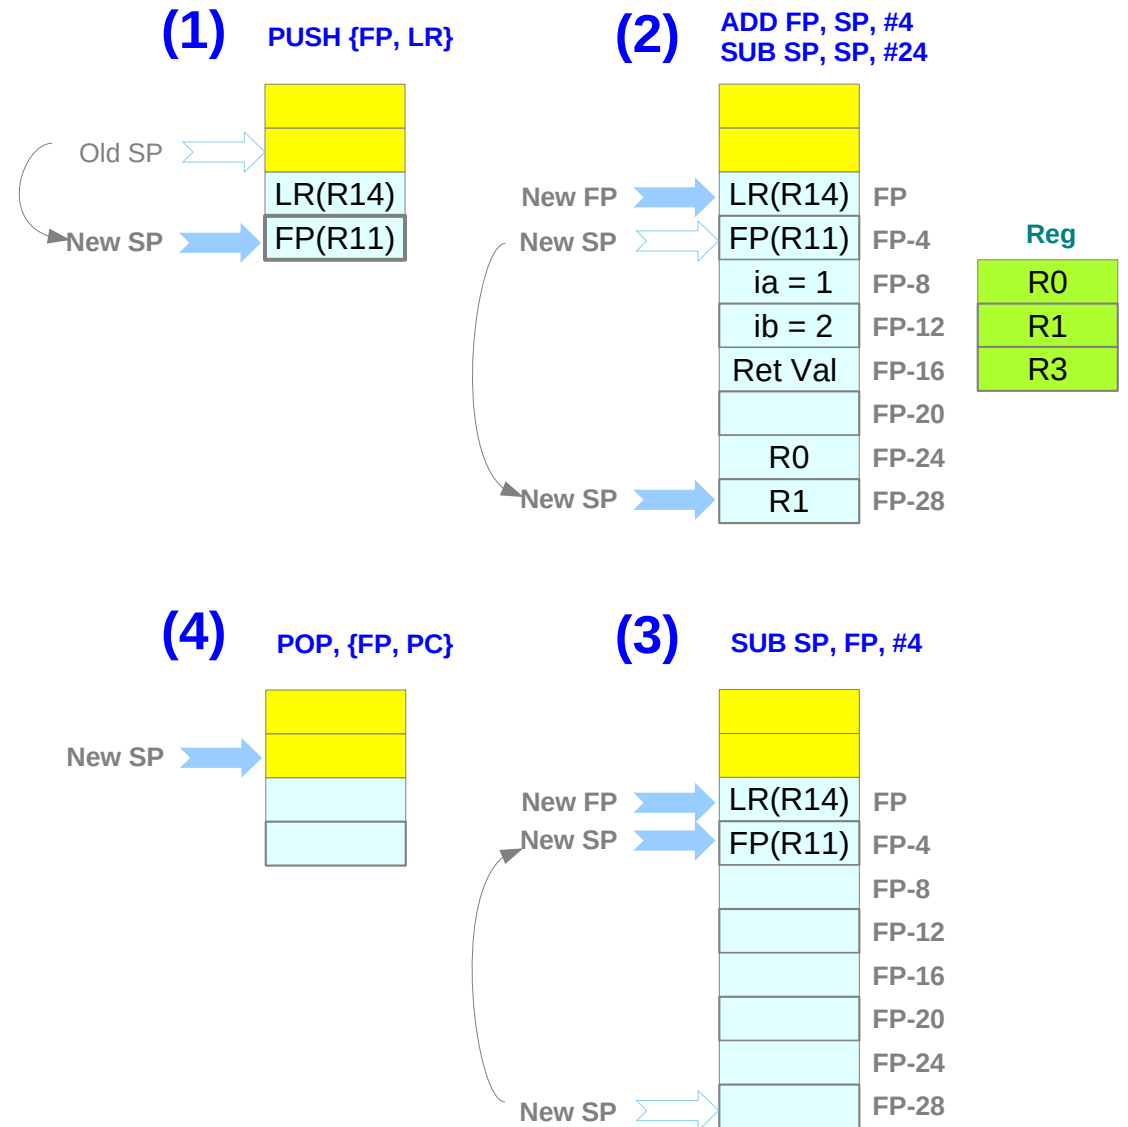 (1)
PUSH {FP, LR}
Old SP
LR(R14)
New SP
FP(R11)
(2)
ADD FP, SP, #4
SUB SP, SP, #24
New FP
LR(R14)
FP
New SP
FP(R11)
FP-4
ia = 1
FP-8
ib = 2
FP-12
Ret Val
FP-16
FP-20
R0
FP-24
New SP
R1
FP-28
Reg
R0
R1
R3
(4)
POP, {FP, PC}
New SP
(3)
SUB SP, FP, #4
New FP
LR(R14)
FP
New SP
FP(R11)
FP-4
FP-8
FP-12
FP-16
FP-20
FP-24
New SP
FP-28